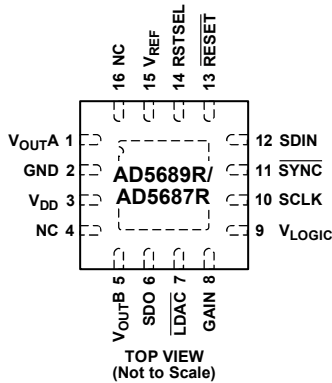 16 NC
15 VREF
14 RSTSEL
13 RESET
VOUTA 1
GND 2
VDD 3
NC 4
AD5689R/
AD5687R
12 SDIN
11 SYNC
10 SCLK
9 VLOGIC
VOUTB 5
SDO 6
LDAC 7
GAIN 8
TOP VIEW
(Not to Scale)